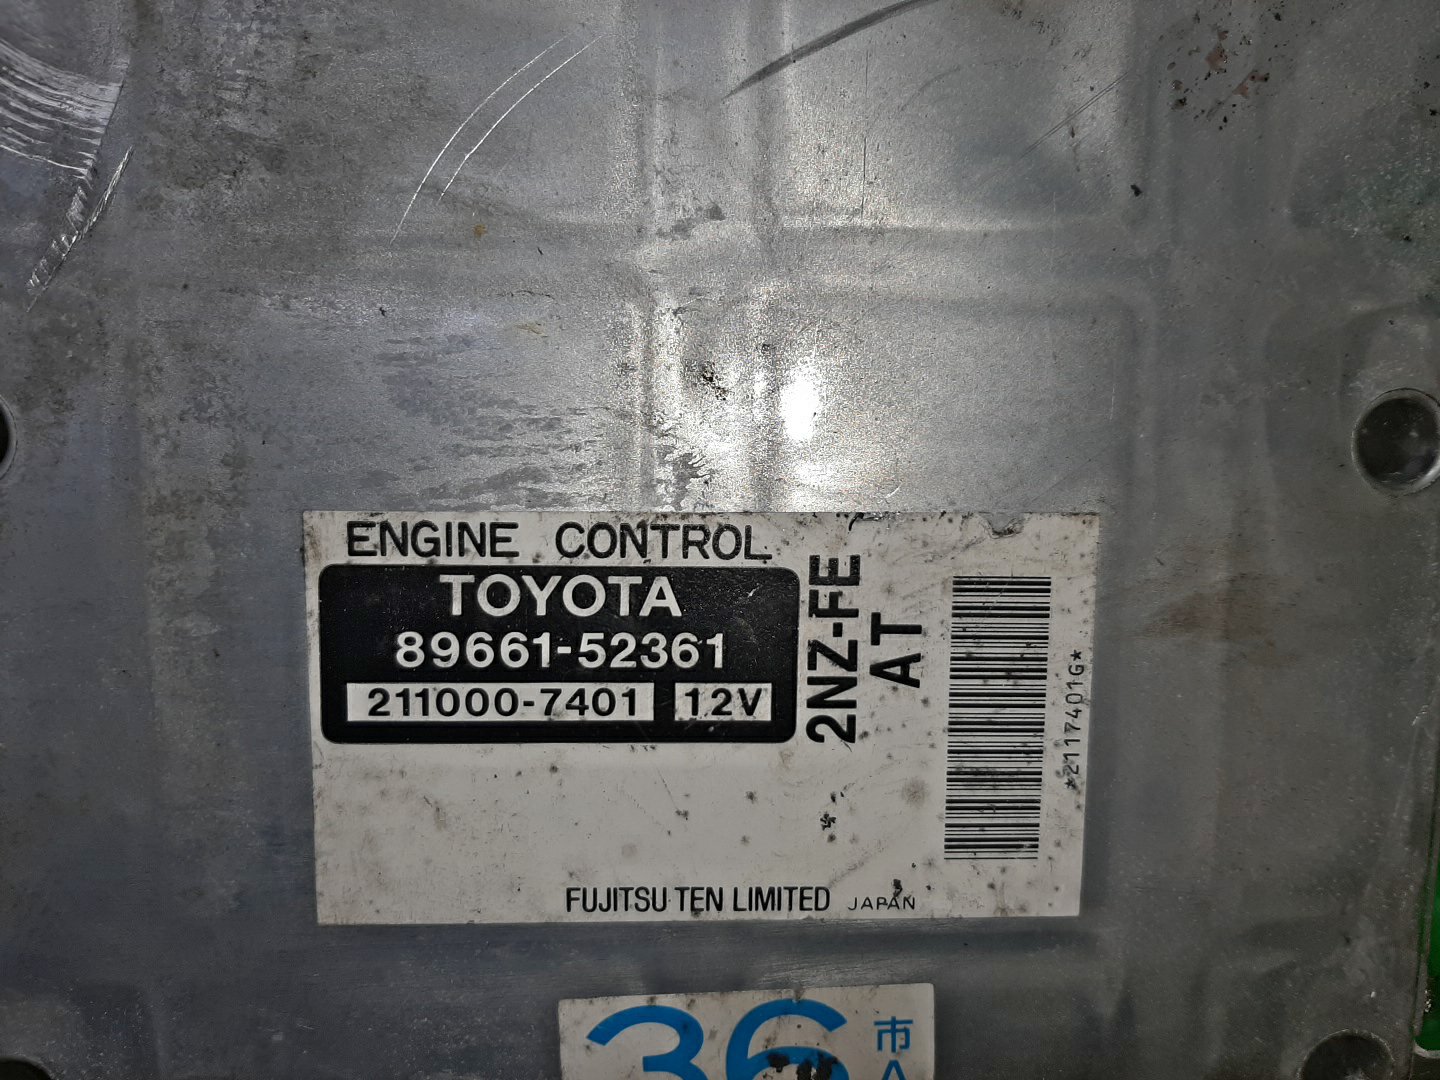 ENGINE CONTROL
TOYOTA
89661-52361
211000-7401 12V
2NZ-FE
AT
*2117401G*
FUJITSU TEN LIMITED JAPAN
36 市
A